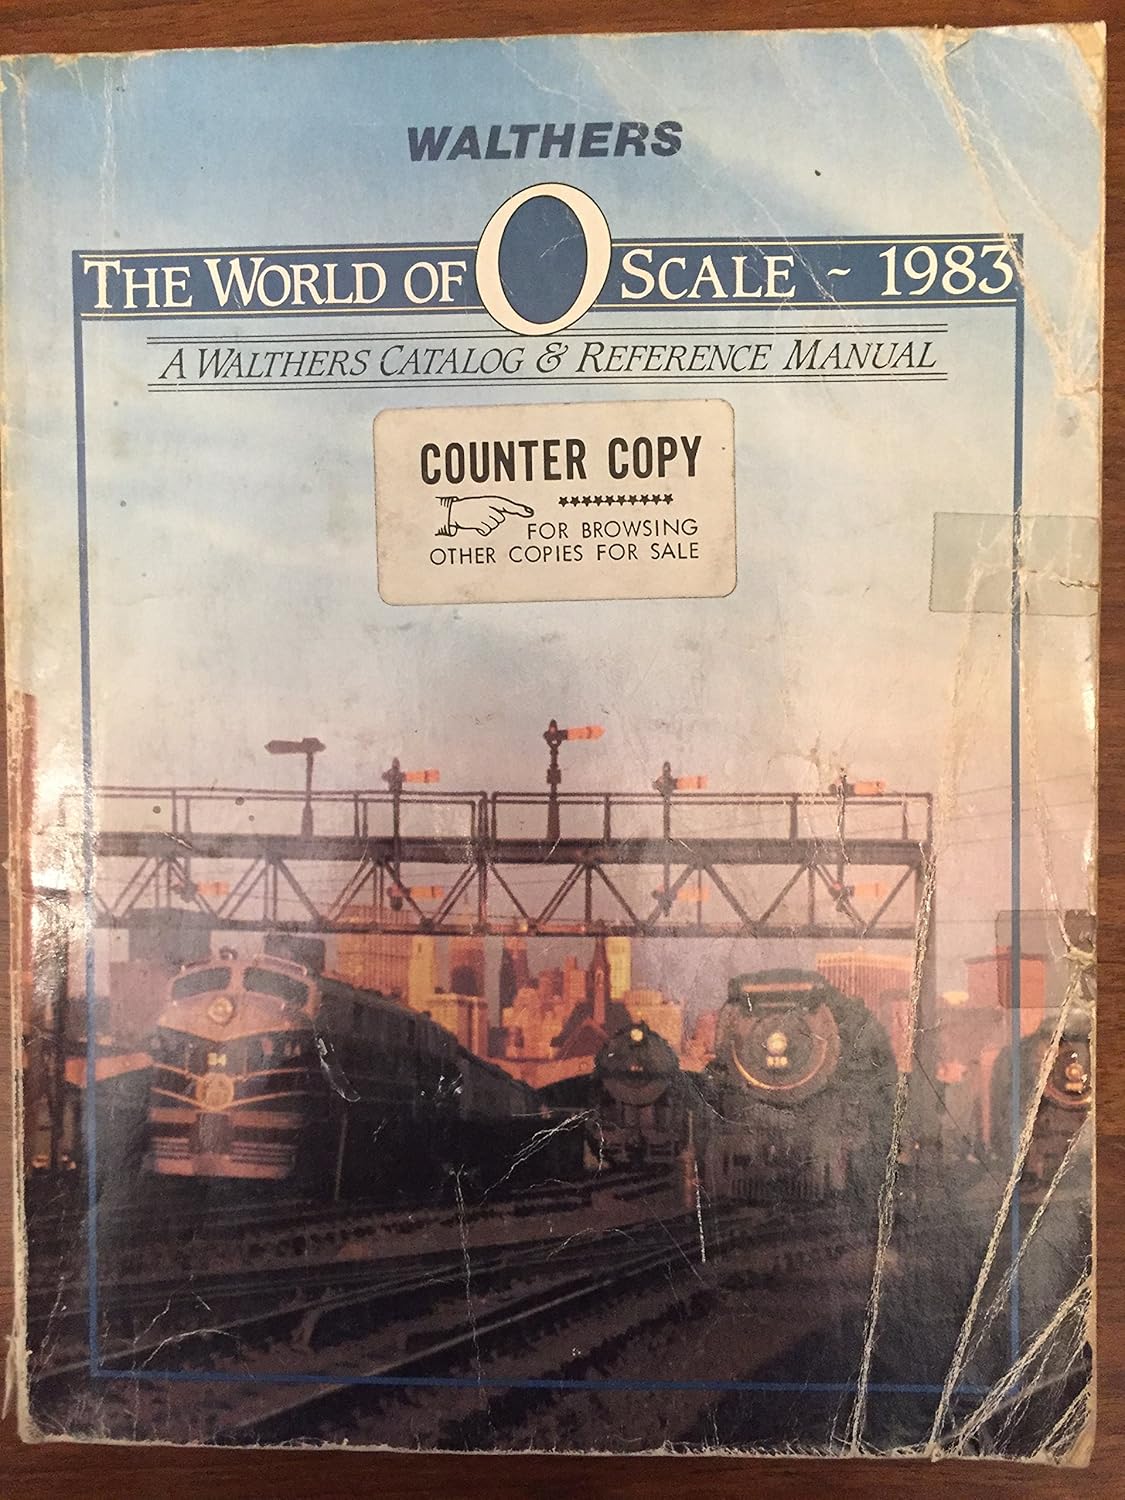 WALTHERS
THE WORLD OF O SCALE ~ 1983
A WALTHERS CATALOG & REFERENCE MANUAL
COUNTER COPY
**********
FOR BROWSING
OTHER COPIES FOR SALE